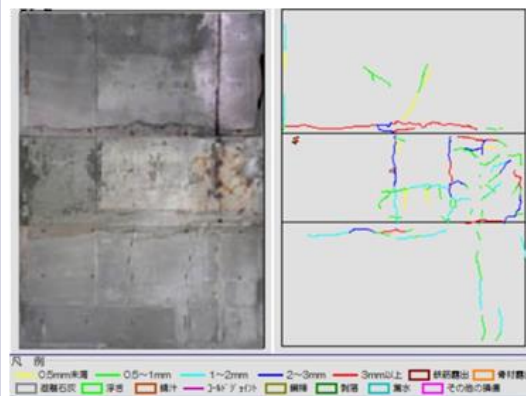 凡 例
0.5mm未満 0.5~1mm 1~2mm 2~3mm 3mm以上 鉄筋露出 骨材露
遊離石灰 浮き 錆汁 コールドジョイント 補修 剥落 漏水 その他の損傷